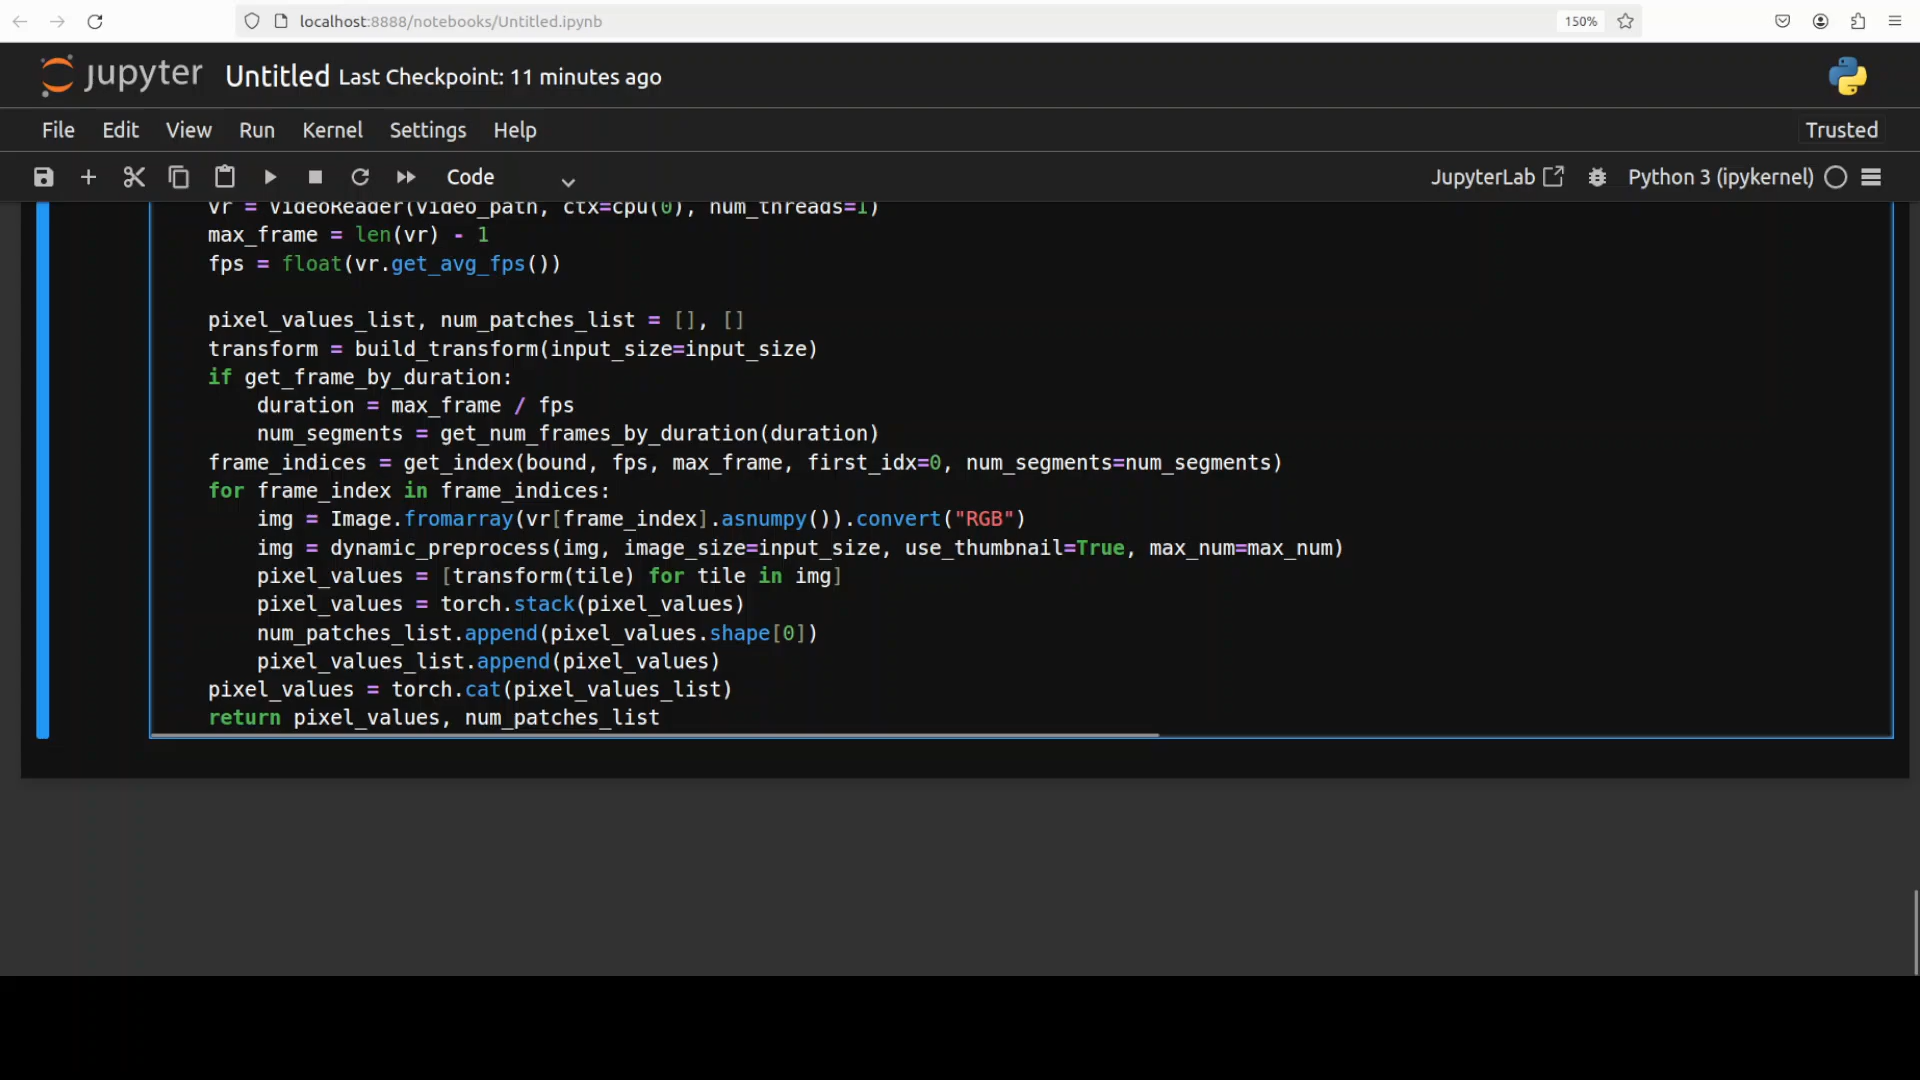 localhost:8888/notebooks/Untitled.ipynb
150%
jupyter Untitled Last Checkpoint: 11 minutes ago
File Edit View Run Kernel Settings Help
Trusted
Code
JupyterLab
Python 3 (ipykernel)
vr = VideoReader(video_path, ctx=cpu(0), num_threads=1)
max_frame = len(vr) - 1
fps = float(vr.get_avg_fps())
pixel_values_list, num_patches_list = [], []
transform = build_transform(input_size=input_size)
if get_frame_by_duration:
duration = max_frame / fps
num_segments = get_num_frames_by_duration(duration)
frame_indices = get_index(bound, fps, max_frame, first_idx=0, num_segments=num_segments)
for frame_index in frame_indices:
img = Image.fromarray(vr[frame_index].asnumpy()).convert("RGB")
img = dynamic_preprocess(img, image_size=input_size, use_thumbnail=True, max_num=max_num)
pixel_values = [transform(tile) for tile in img]
pixel_values = torch.stack(pixel_values)
num_patches_list.append(pixel_values.shape[0])
pixel_values_list.append(pixel_values)
pixel_values = torch.cat(pixel_values_list)
return pixel_values, num_patches_list